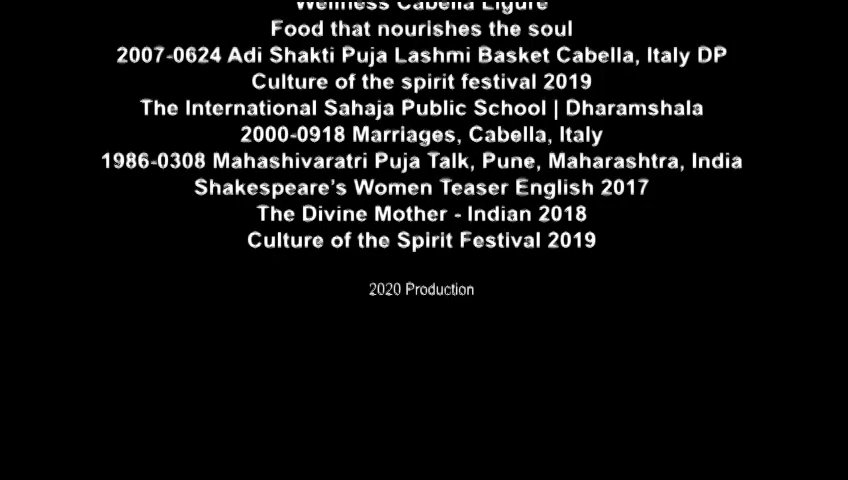 Wellness Cabella Ligure
Food that nourishes the soul
2007-0624 Adi Shakti Puja Lashmi Basket Cabella, Italy DP
Culture of the spirit festival 2019
The International Sahaja Public School | Dharamshala
2000-0918 Marriages, Cabella, Italy
1986-0308 Mahashivaratri Puja Talk, Pune, Maharashtra, India
Shakespeare’s Women Teaser English 2017
The Divine Mother - Indian 2018
Culture of the Spirit Festival 2019
2020 Production